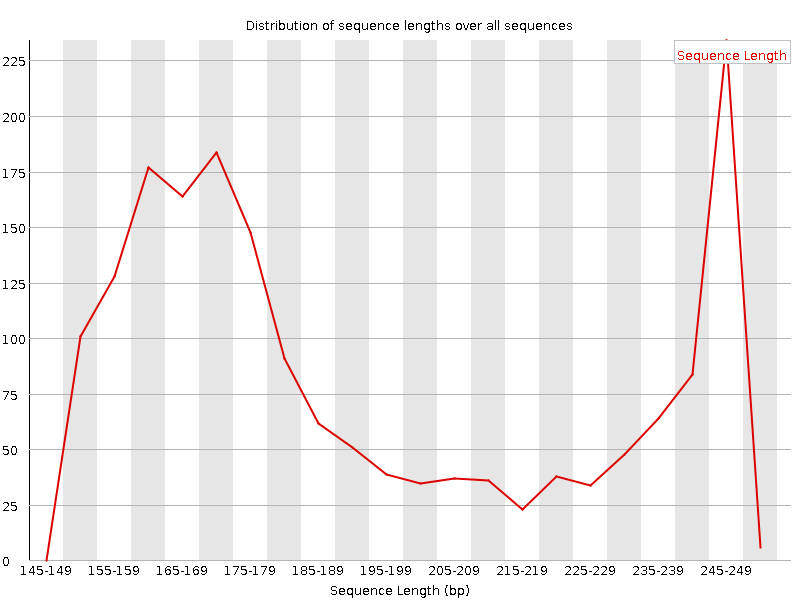 Distribution of sequence lengths over all sequences
Sequence Length
225
200
175
150
125
100
75
50
25
0
145-149 155-159 165-169 175-179 185-189 195-199 205-209 215-219 225-229 235-239 245-249
Sequence Length (bp)